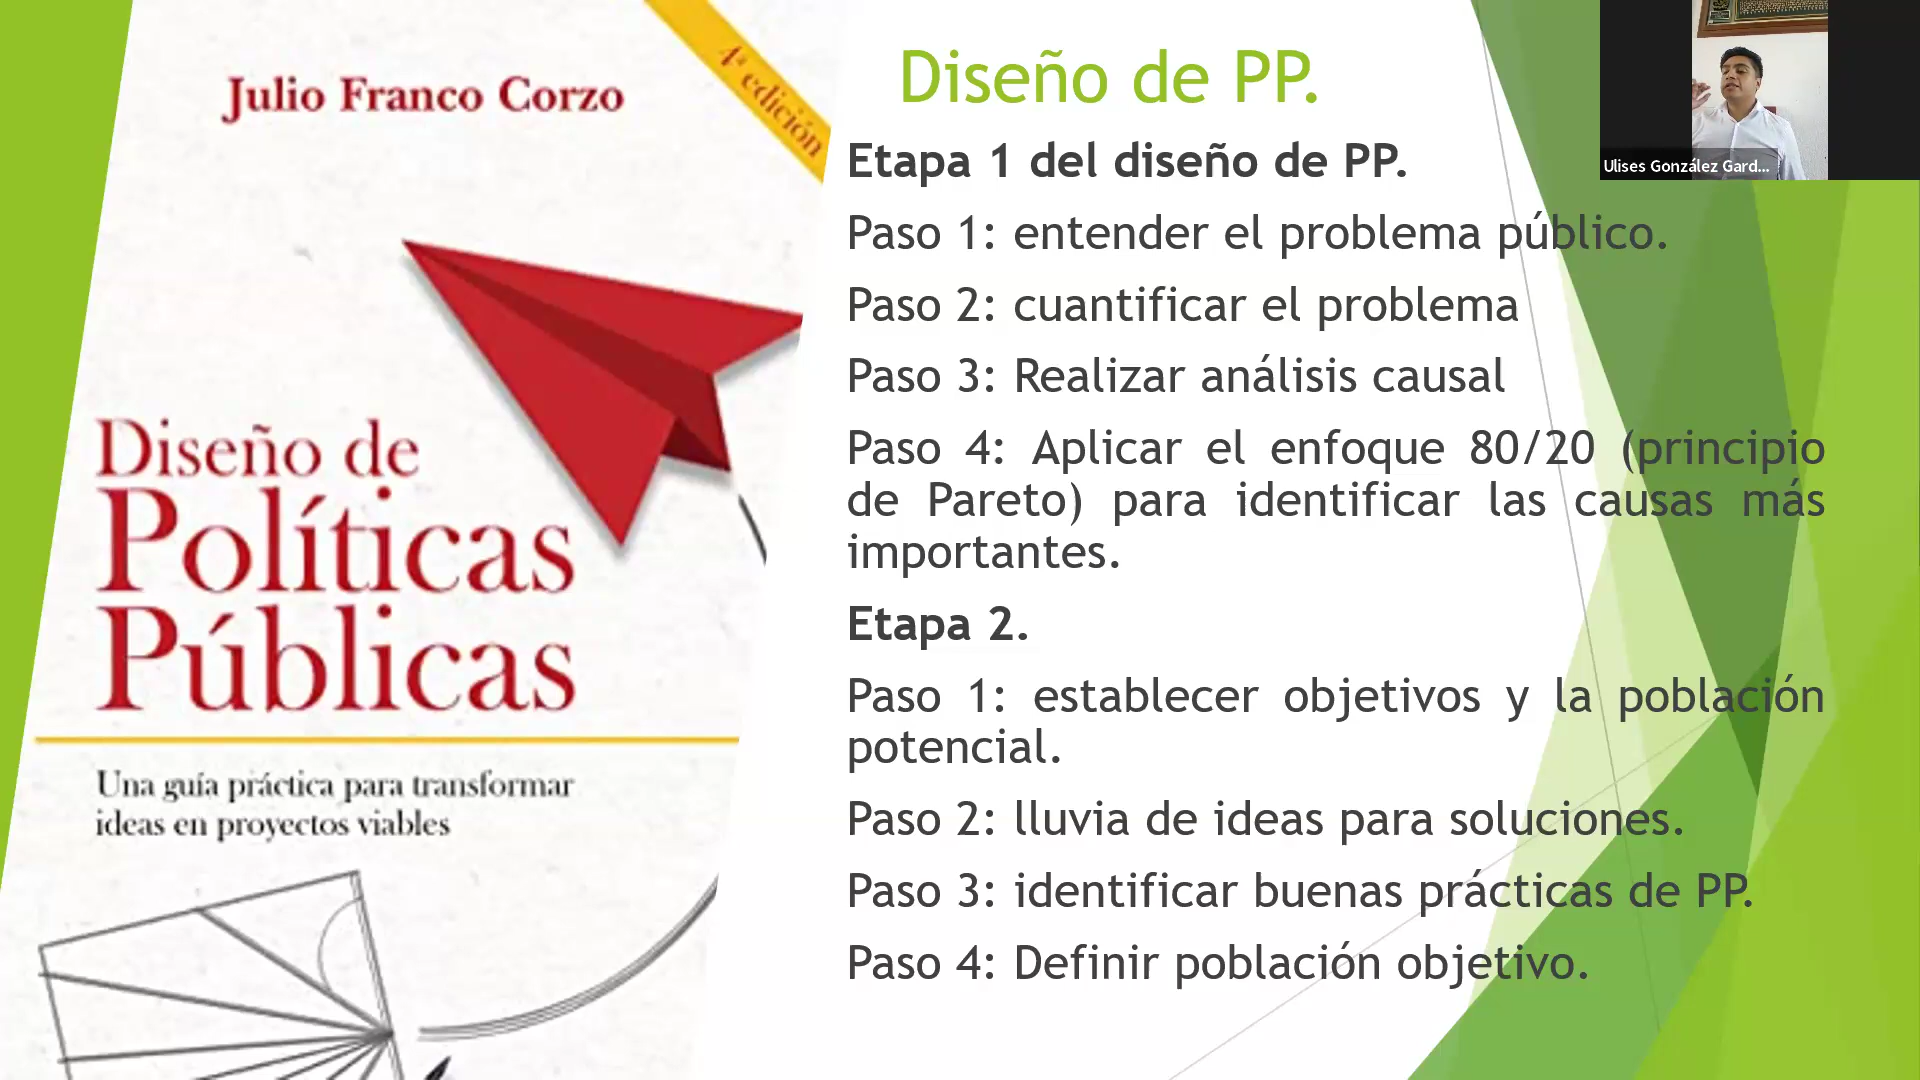 Julio Franco Corzo
4ª edición
Diseño de
Políticas
Públicas
Una guía práctica para transformar
ideas en proyectos viables
Diseño de PP.
Etapa 1 del diseño de PP.
Paso 1: entender el problema público.
Paso 2: cuantificar el problema
Paso 3: Realizar análisis causal
Paso 4: Aplicar el enfoque 80/20 (principio
de Pareto) para identificar las causas más
importantes.
Etapa 2.
Paso 1: establecer objetivos y la población
potencial.
Paso 2: lluvia de ideas para soluciones.
Paso 3: identificar buenas prácticas de PP.
Paso 4: Definir población objetivo.
Ulises González Gard...